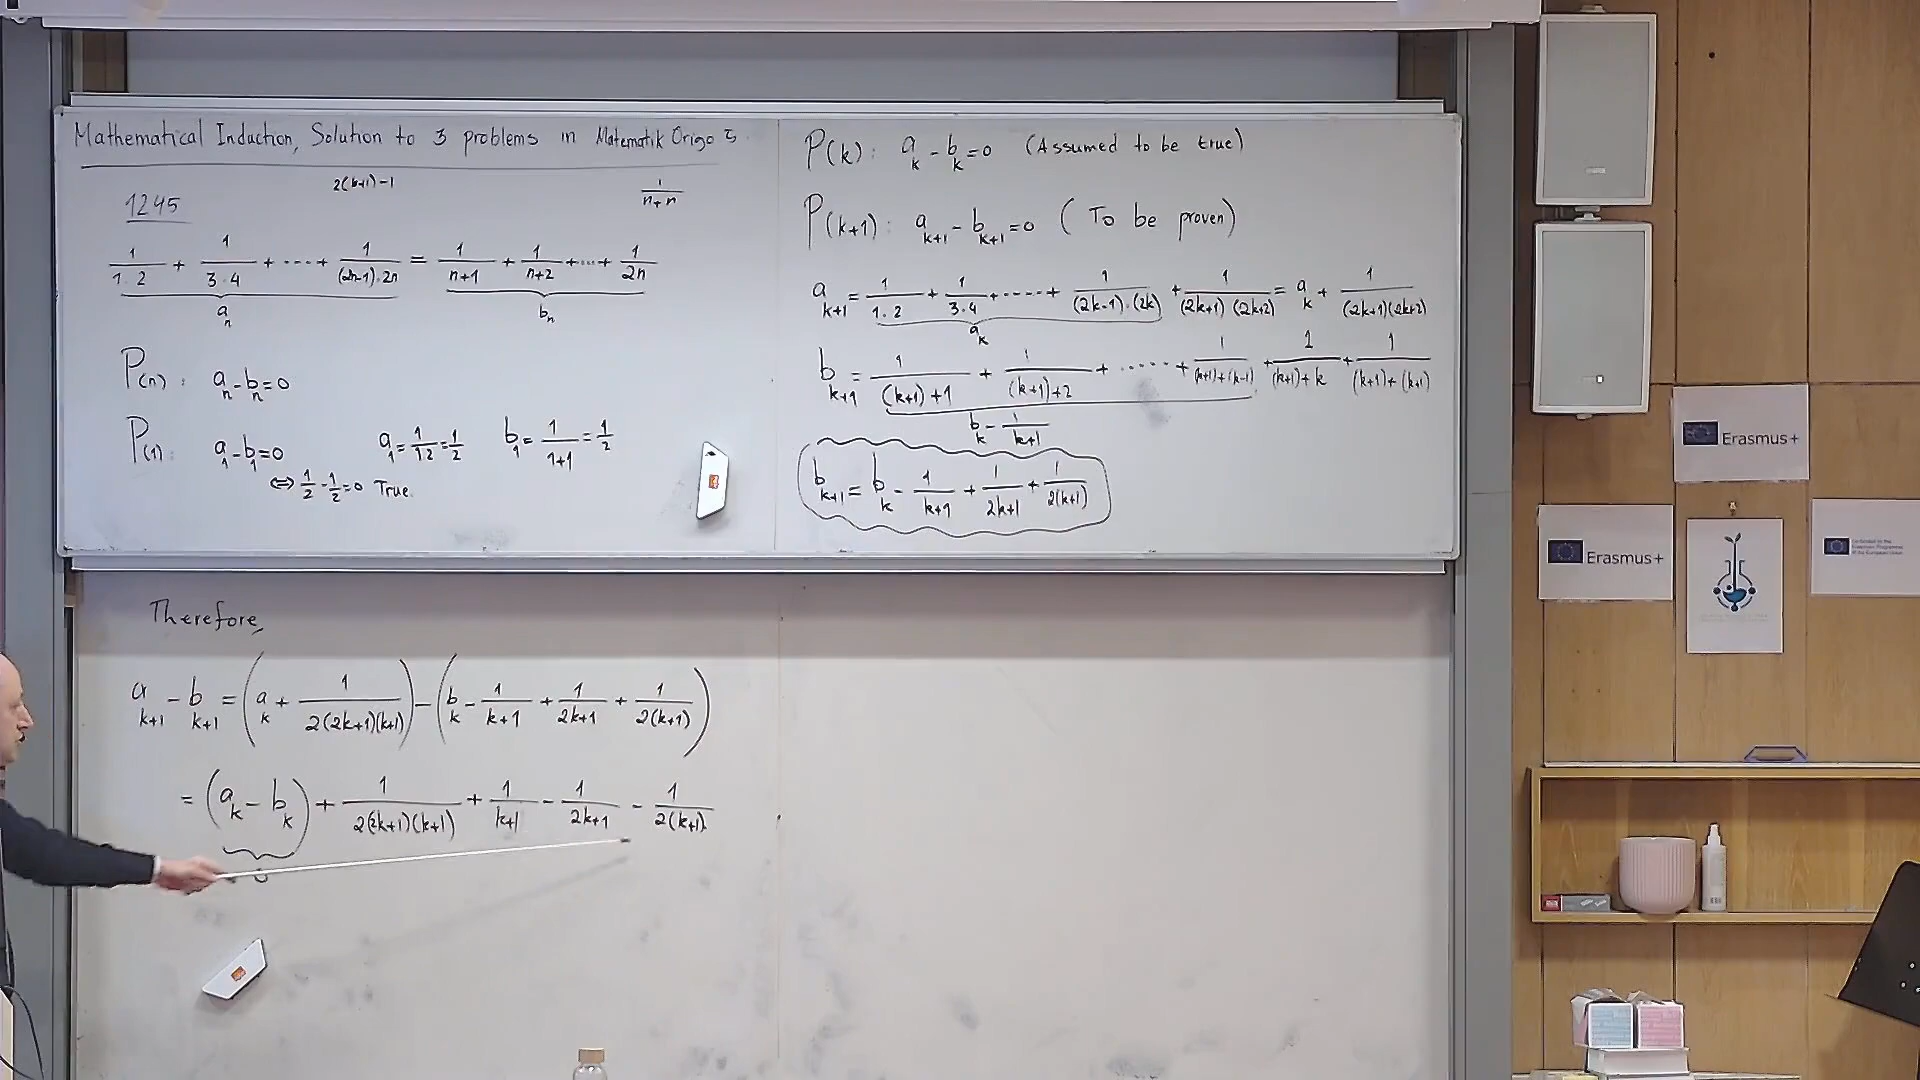 Mathematical Induction, Solution to 3 problems in Matematik Origo 5
2(k+1)-1
1/(n+n)
1245
1/(1·2) + 1/(3·4) + ····+ 1/((2n-1)·2n) = 1/(n+1) + 1/(n+2) +···+ 1/(2n)
a_n b_n
P(n): a_n - b_n = 0
P(1): a_1 - b_1 = 0 a_1 = 1/(1·2) = 1/2 b_1 = 1/(1+1) = 1/2
⇔ 1/2 - 1/2 = 0 True.
P(k): a_k - b_k = 0 (Assumed to be true)
P(k+1): a_{k+1} - b_{k+1} = 0 (To be proven)
a_{k+1} = 1/(1·2) + 1/(3·4) +·····+ 1/((2k-1)·(2k)) + 1/((2k+1)(2k+2)) = a_k + 1/((2k+1)(2k+2))
a_k
b_{k+1} = 1/((k+1)+1) + 1/((k+1)+2) + ····· + 1/((k+1)+(k-1)) + 1/((k+1)+k) + 1/((k+1)+(k+1))
b_k - 1/(k+1)
b_{k+1} = b_k - 1/(k+1) + 1/(2k+1) + 1/(2(k+1))
Therefore,
a_{k+1} - b_{k+1} = (a_k + 1/(2(2k+1)(k+1))) - (b_k - 1/(k+1) + 1/(2k+1) + 1/(2(k+1)))
= (a_k - b_k) + 1/(2(2k+1)(k+1)) + 1/(k+1) - 1/(2k+1) - 1/(2(k+1))
Erasmus+
Erasmus+